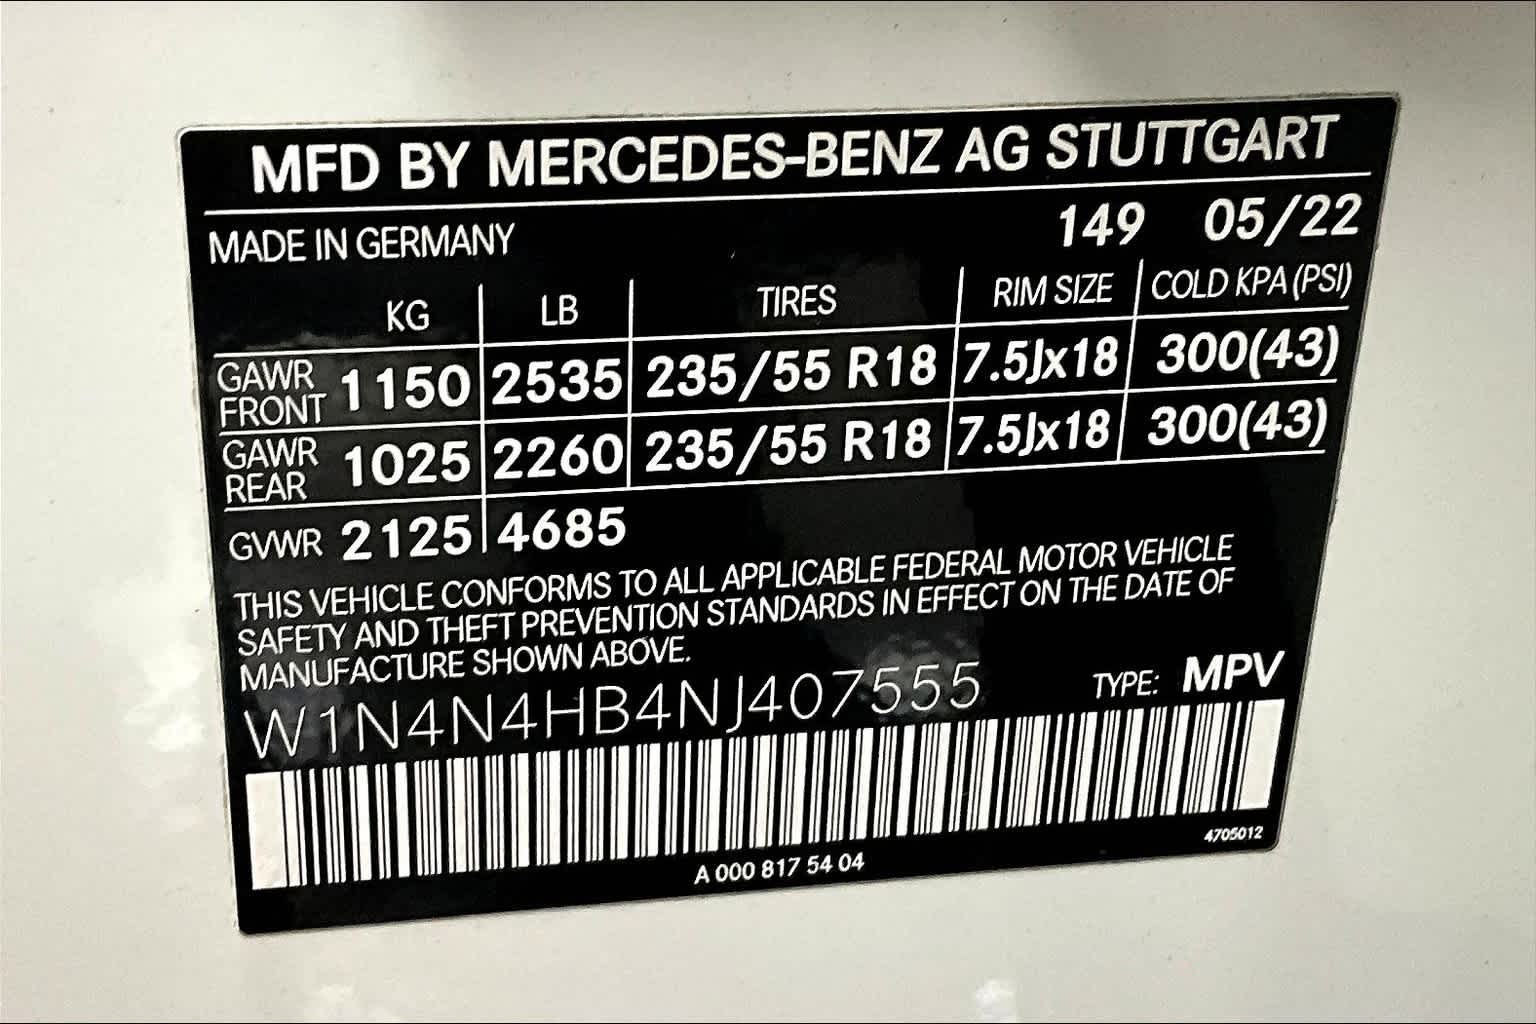 MFD BY MERCEDES-BENZ AG STUTTGART
MADE IN GERMANY 149 05/22
KG LB TIRES RIM SIZE COLD KPA (PSI)
GAWR FRONT 1150 2535 235/55 R18 7.5Jx18 300(43)
GAWR REAR 1025 2260 235/55 R18 7.5Jx18 300(43)
GVWR 2125 4685
THIS VEHICLE CONFORMS TO ALL APPLICABLE FEDERAL MOTOR VEHICLE
SAFETY AND THEFT PREVENTION STANDARDS IN EFFECT ON THE DATE OF
MANUFACTURE SHOWN ABOVE.
W1N4N4HB4NJ407555 TYPE: MPV
4705012
A 000 817 54 04